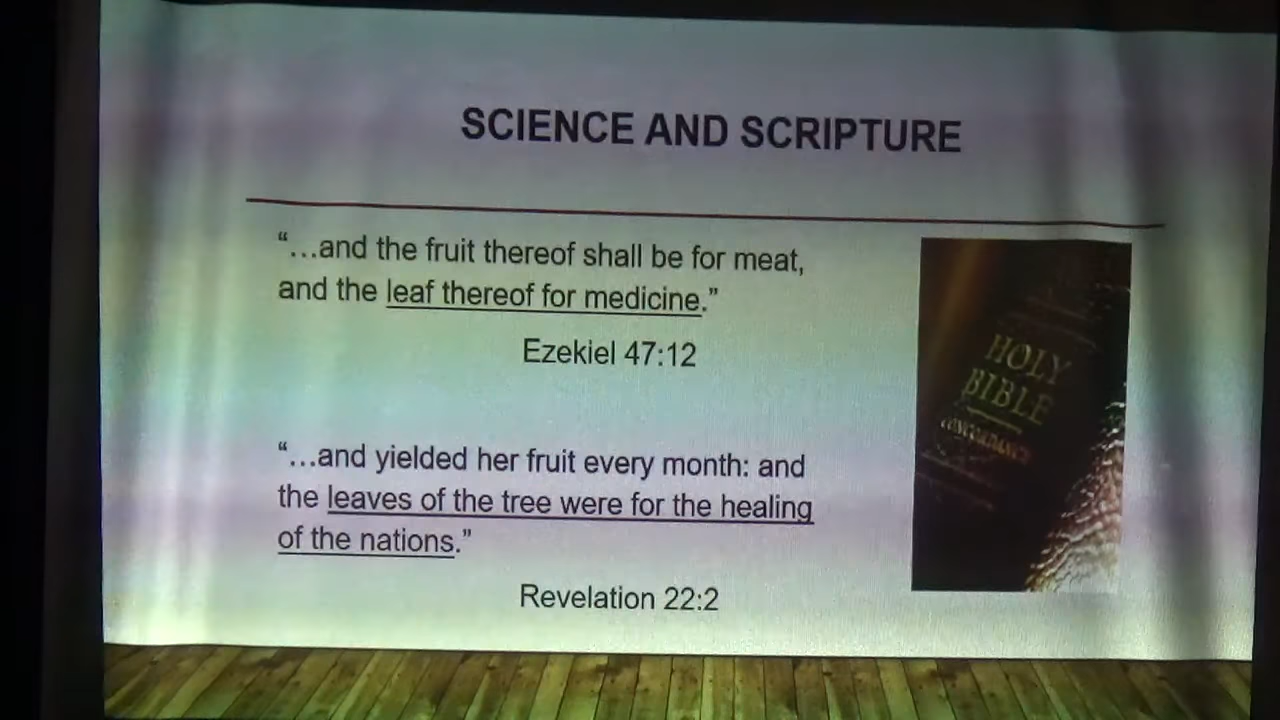 SCIENCE AND SCRIPTURE
“…and the fruit thereof shall be for meat,
and the leaf thereof for medicine.”
Ezekiel 47:12
“…and yielded her fruit every month: and
the leaves of the tree were for the healing
of the nations.”
Revelation 22:2
HOLY
BIBLE
CONCORDANCE